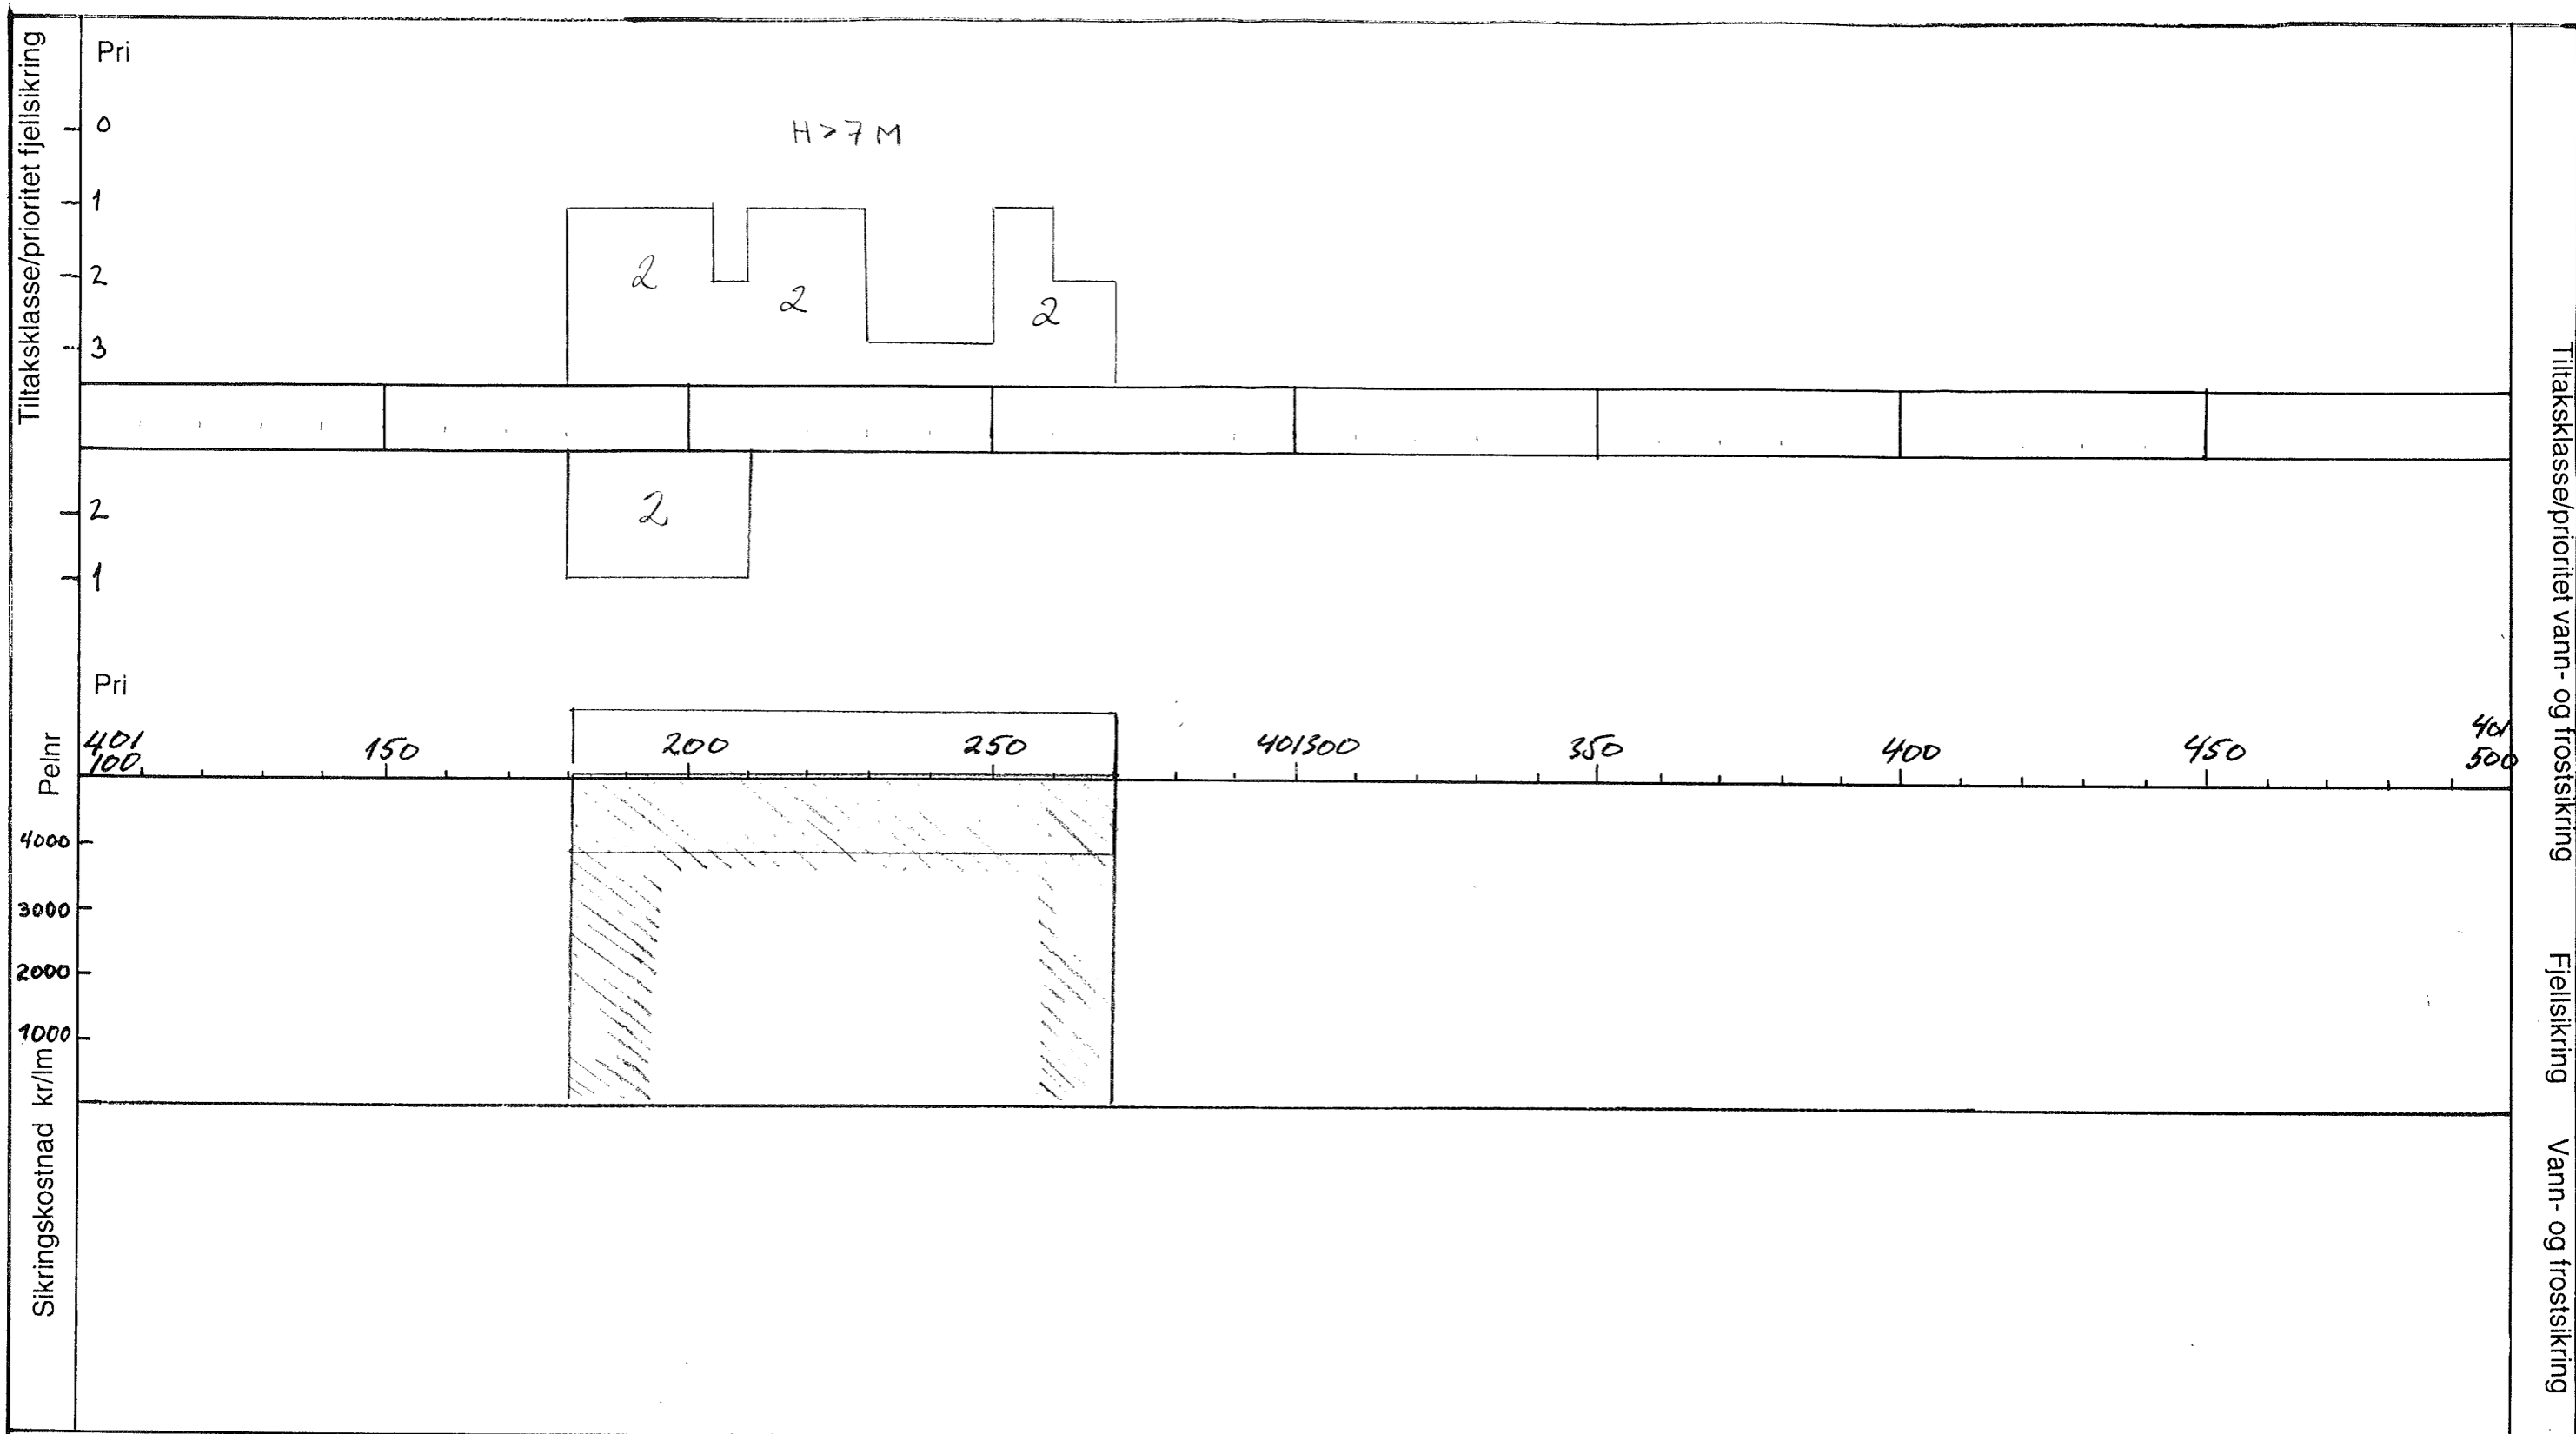 Tiltaksklasse/prioritet fjellsikring
Pri
0
H > 7 M
1
2
3
2
2
2
2
2
1
Pri
Pelnr
401/100
150
200
250
401300
350
400
450
401
500
4000
3000
2000
1000
Sikringskostnad kr/lm
Tiltaksklasse/prioritet vann- og frostsikring
Fjellsikring
Vann- og frostsikring